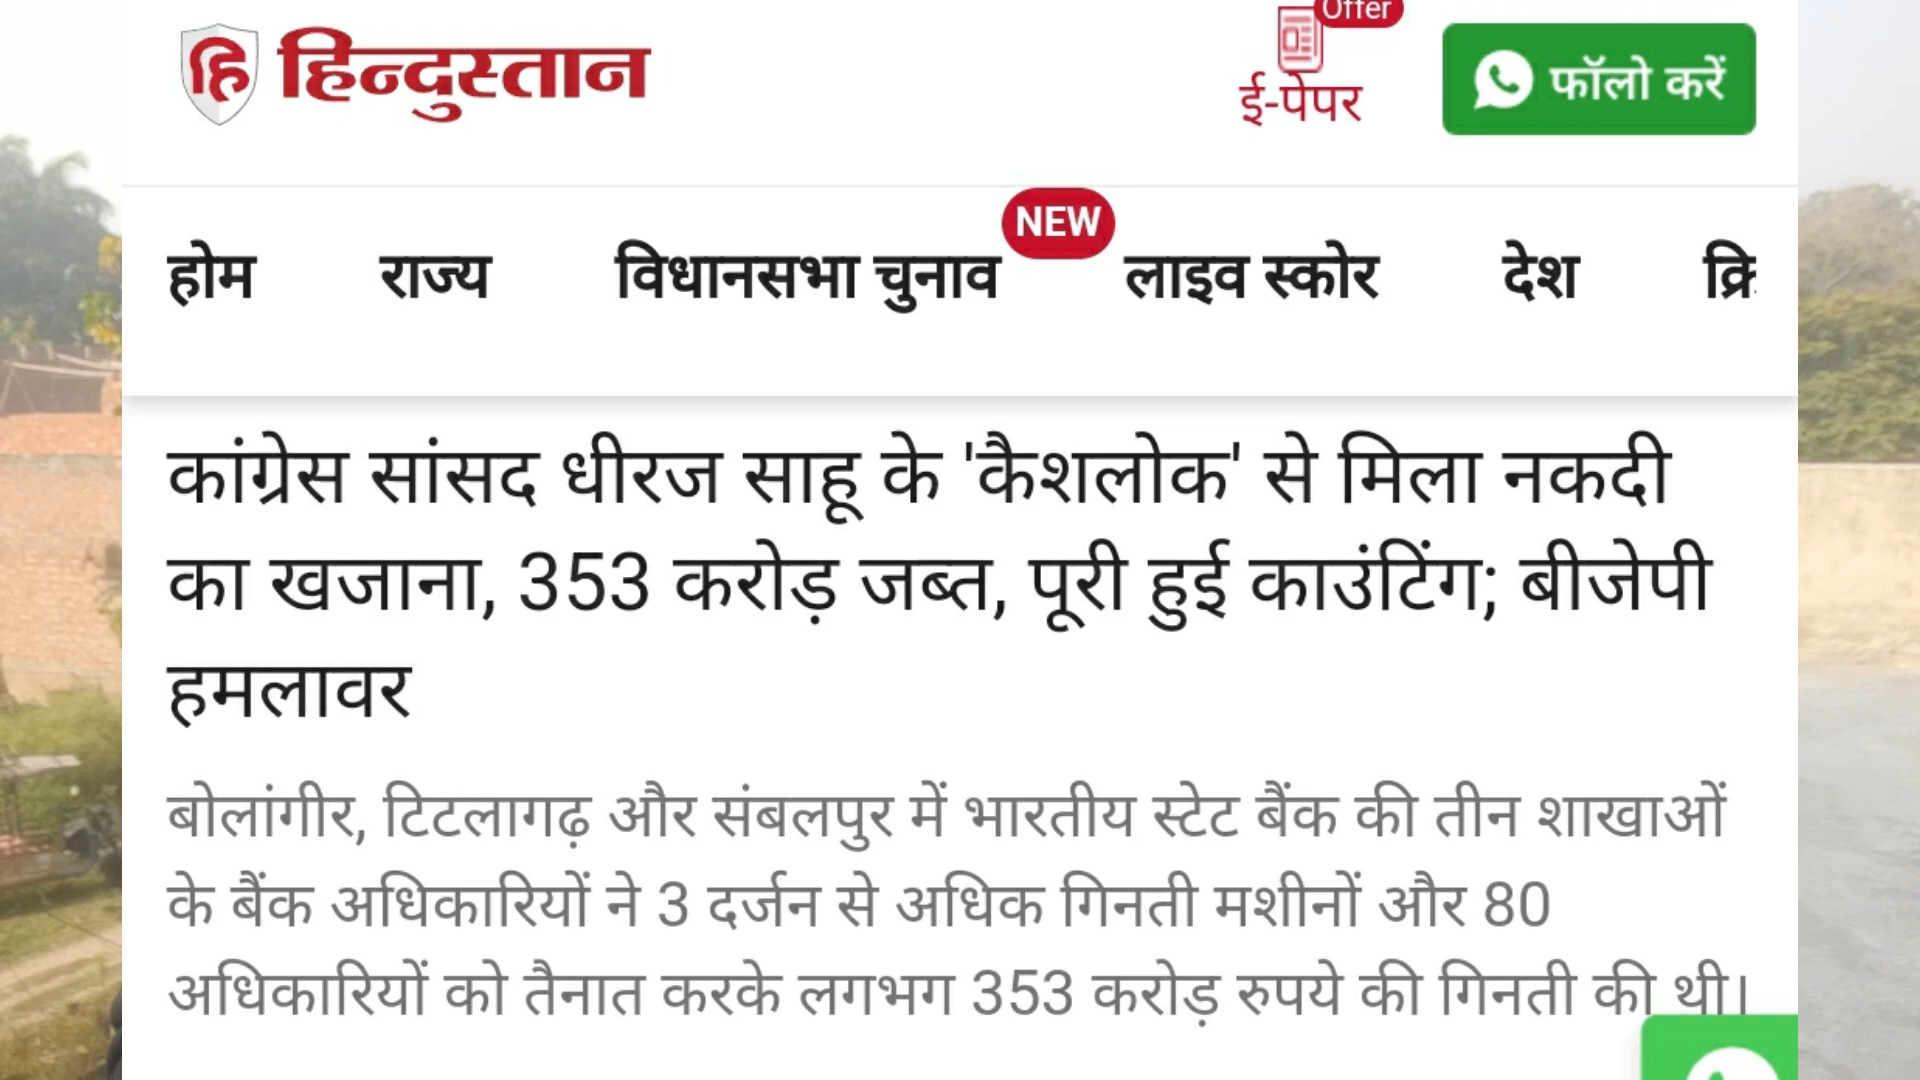 हि हिन्दुस्तान
Offer
ई-पेपर
फॉलो करें
NEW
होम राज्य विधानसभा चुनाव लाइव स्कोर देश
कांग्रेस सांसद धीरज साहू के 'कैशलोक' से मिला नकदी
का खजाना, 353 करोड़ जब्त, पूरी हुई काउंटिंग; बीजेपी
हमलावर
बोलांगीर, टिटलागढ़ और संबलपुर में भारतीय स्टेट बैंक की तीन शाखाओं
के बैंक अधिकारियों ने 3 दर्जन से अधिक गिनती मशीनों और 80
अधिकारियों को तैनात करके लगभग 353 करोड़ रुपये की गिनती की थी।